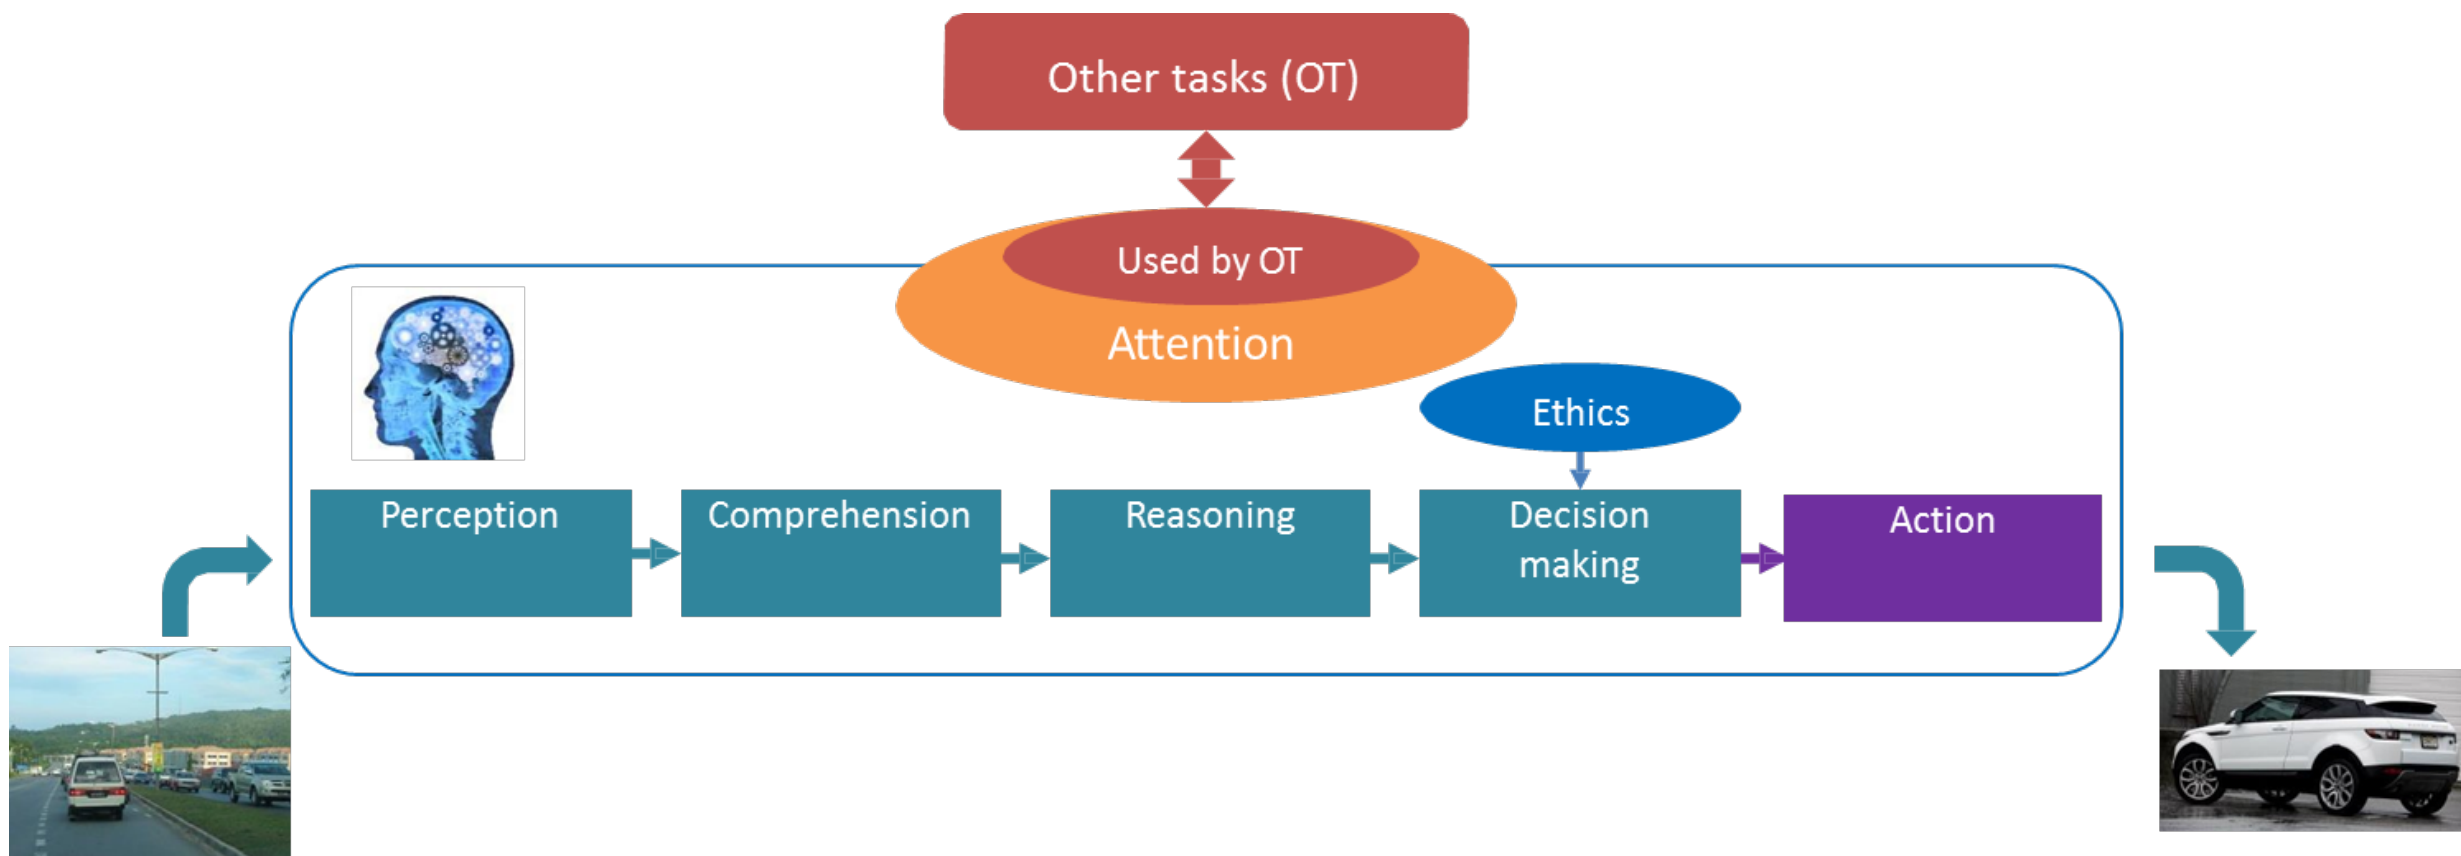 Other tasks (OT)
Used by OT
Attention
Ethics
Perception
Comprehension
Reasoning
Decision
making
Action